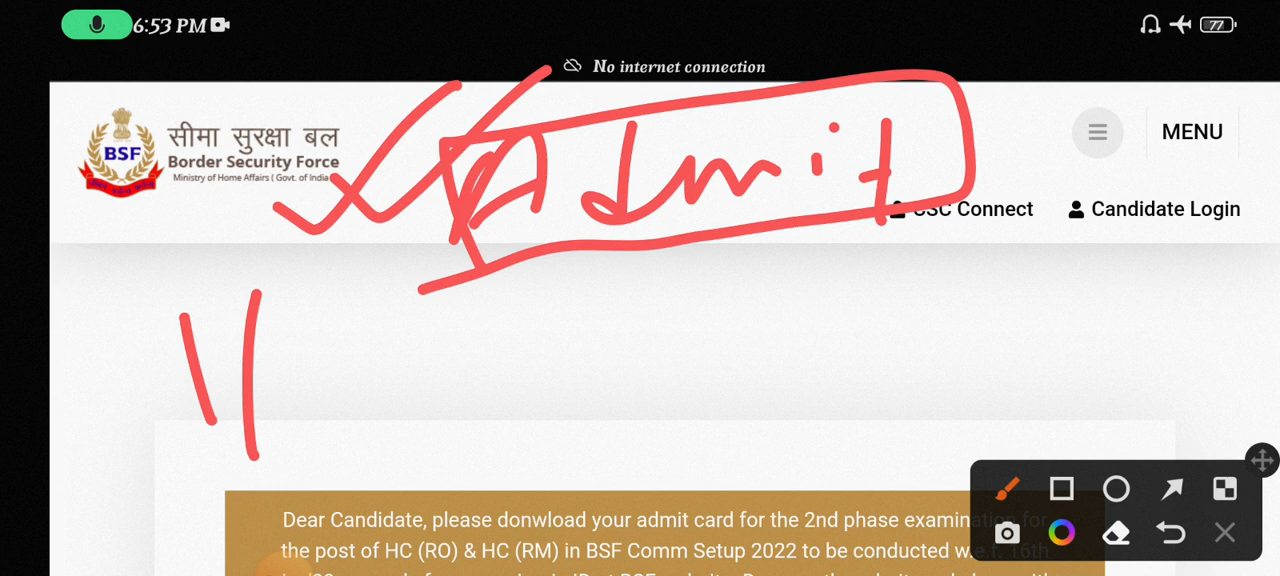 6:53 PM
77
No internet connection
सीमा सुरक्षा बल
BSF
Border Security Force
Ministry of Home Affairs ( Govt. of India
MENU
Admit
CSC Connect
Candidate Login
11
Dear Candidate, please donwload your admit card for the 2nd phase examination for
the post of HC (RO) & HC (RM) in BSF Comm Setup 2022 to be conducted w.e.f. 16th